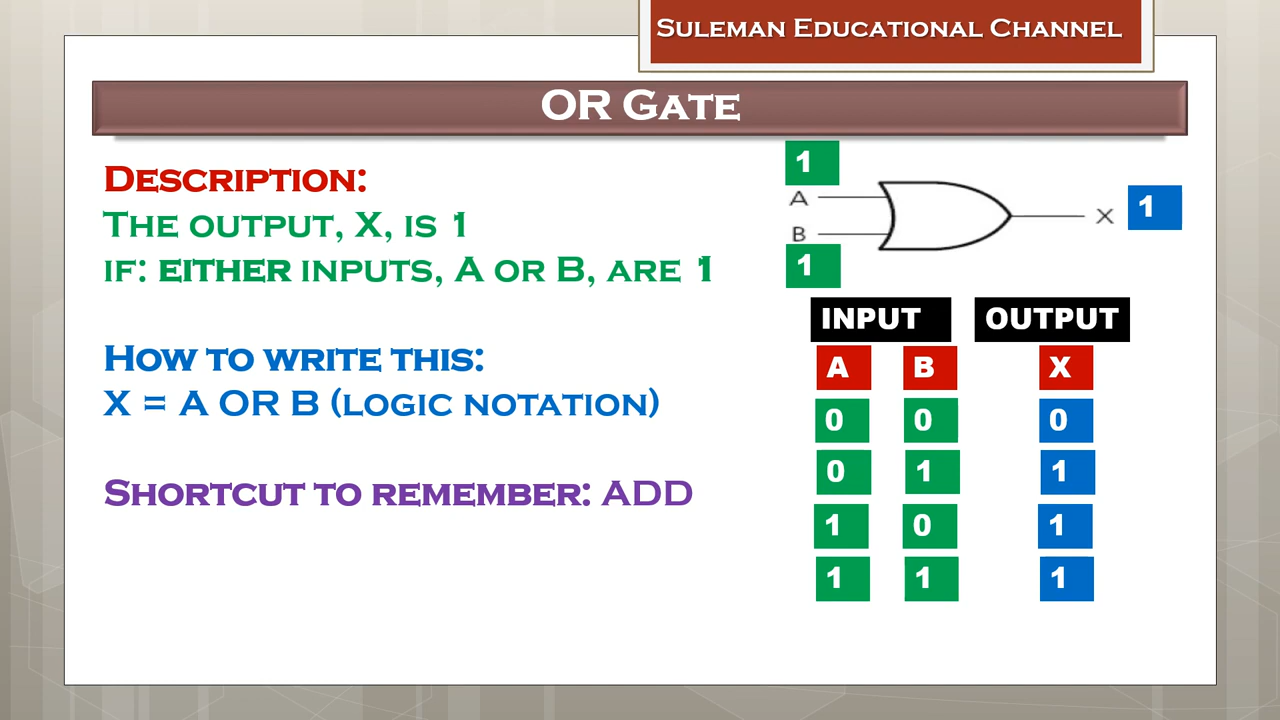 Suleman Educational Channel
OR Gate
Description:
The output, X, is 1
if: either inputs, A or B, are 1
How to write this:
X = A OR B (logic notation)
Shortcut to remember: ADD
1
A
B
1
X
1
INPUT OUTPUT
A B X
0 0 0
0 1 1
1 0 1
1 1 1